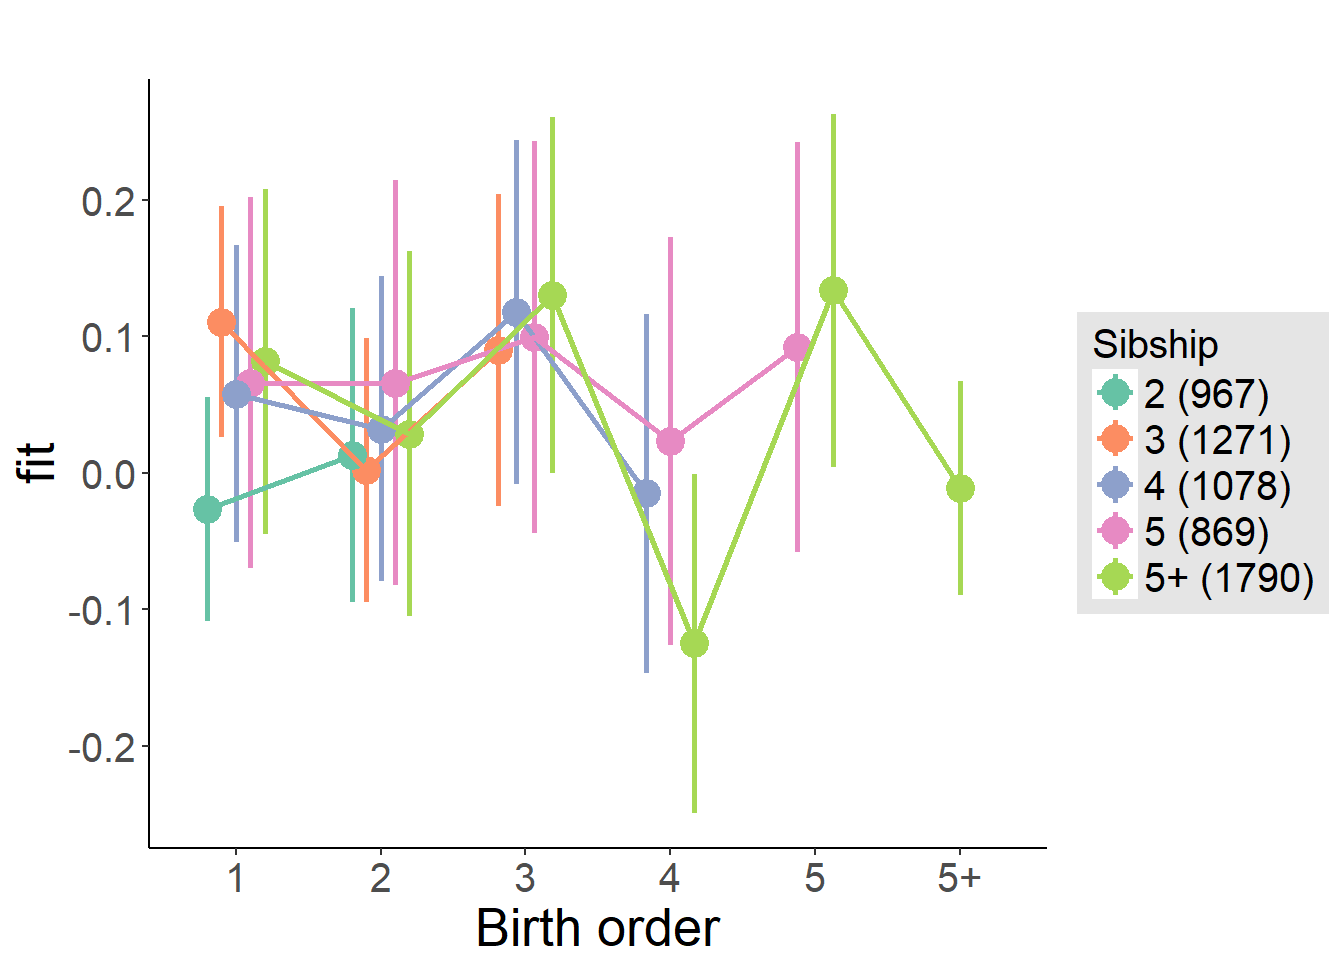 fit
0.2
0.1
0.0
-0.1
-0.2
1 2 3 4 5 5+
Birth order
Sibship
2 (967)
3 (1271)
4 (1078)
5 (869)
5+ (1790)